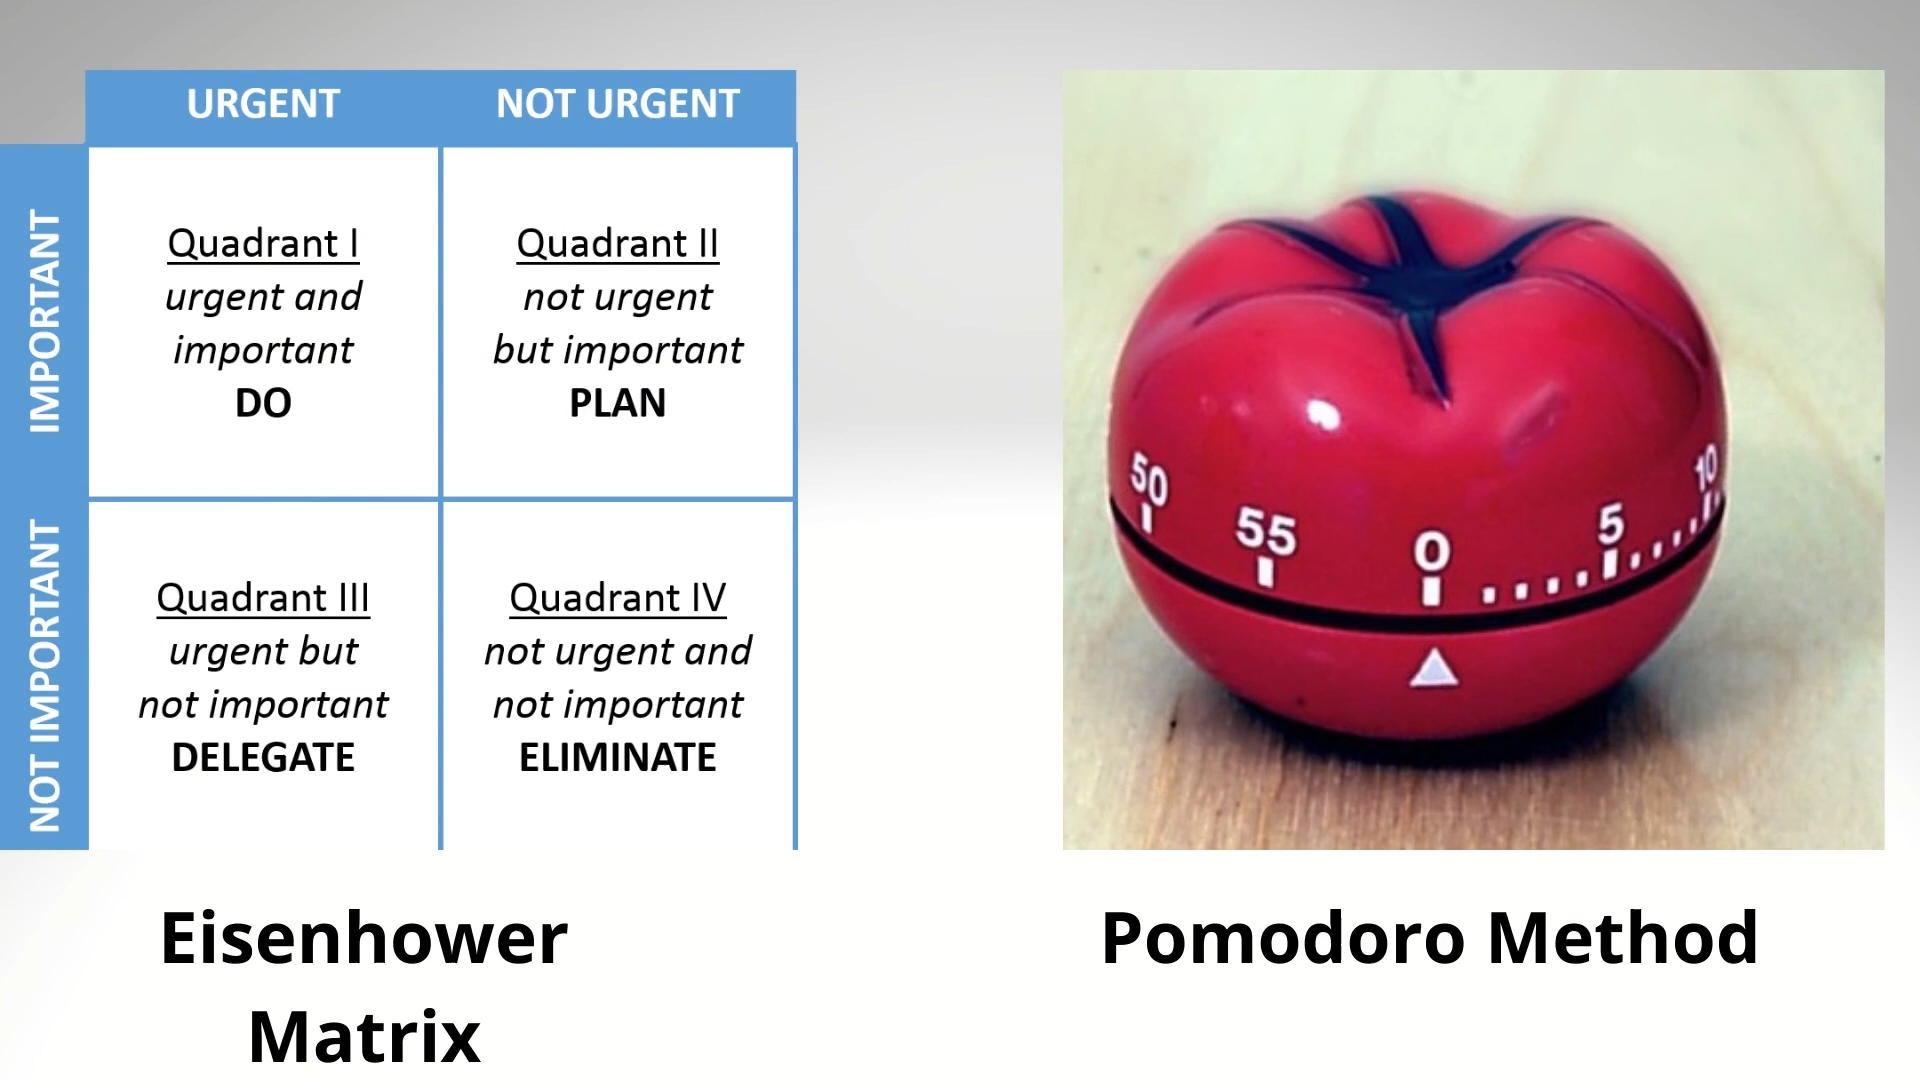 URGENT
NOT URGENT
IMPORTANT
Quadrant I
urgent and
important
DO
Quadrant II
not urgent
but important
PLAN
NOT IMPORTANT
Quadrant III
urgent but
not important
DELEGATE
Quadrant IV
not urgent and
not important
ELIMINATE
50
55
0
5
10
Eisenhower
Matrix
Pomodoro Method